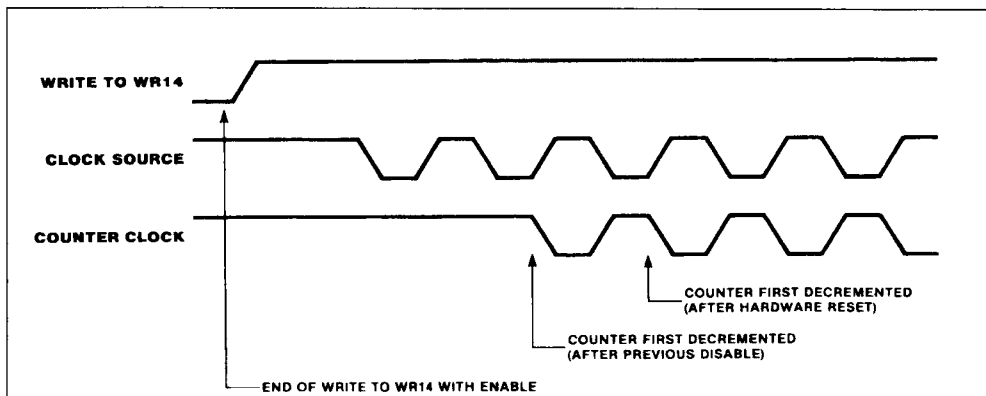 WRITE TO WR14
CLOCK SOURCE
COUNTER CLOCK
COUNTER FIRST DECREMENTED
(AFTER HARDWARE RESET)
COUNTER FIRST DECREMENTED
(AFTER PREVIOUS DISABLE)
END OF WRITE TO WR14 WITH ENABLE